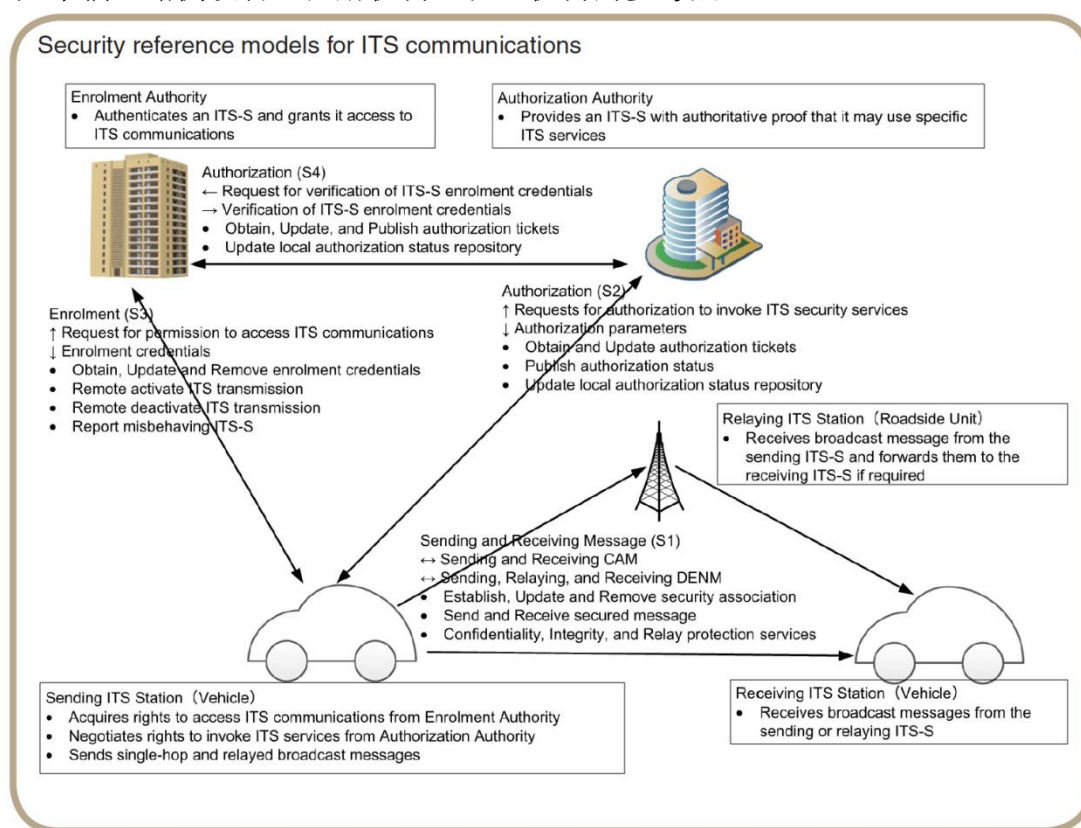 Security reference models for ITS communications
Enrolment Authority
• Authenticates an ITS-S and grants it access to
ITS communications
Authorization Authority
• Provides an ITS-S with authoritative proof that it may use specific
ITS services
Authorization (S4)
← Request for verification of ITS-S enrolment credentials
→ Verification of ITS-S enrolment credentials
• Obtain, Update, and Publish authorization tickets
• Update local authorization status repository
Enrolment (S3)
↑ Request for permission to access ITS communications
↓ Enrolment credentials
• Obtain, Update and Remove enrolment credentials
• Remote activate ITS transmission
• Remote deactivate ITS transmission
• Report misbehaving ITS-S
Authorization (S2)
↑ Requests for authorization to invoke ITS security services
↓ Authorization parameters
• Obtain and Update authorization tickets
• Publish authorization status
• Update local authorization status repository
Relaying ITS Station（Roadside Unit）
• Receives broadcast message from the
sending ITS-S and forwards them to the
receiving ITS-S if required
Sending and Receiving Message (S1)
↔ Sending and Receiving CAM
↔ Sending, Relaying, and Receiving DENM
• Establish, Update and Remove security association
• Send and Receive secured message
• Confidentiality, Integrity, and Relay protection services
Sending ITS Station（Vehicle）
• Acquires rights to access ITS communications from Enrolment Authority
• Negotiates rights to invoke ITS services from Authorization Authority
• Sends single-hop and relayed broadcast messages
Receiving ITS Station（Vehicle）
• Receives broadcast messages from the
sending or relaying ITS-S